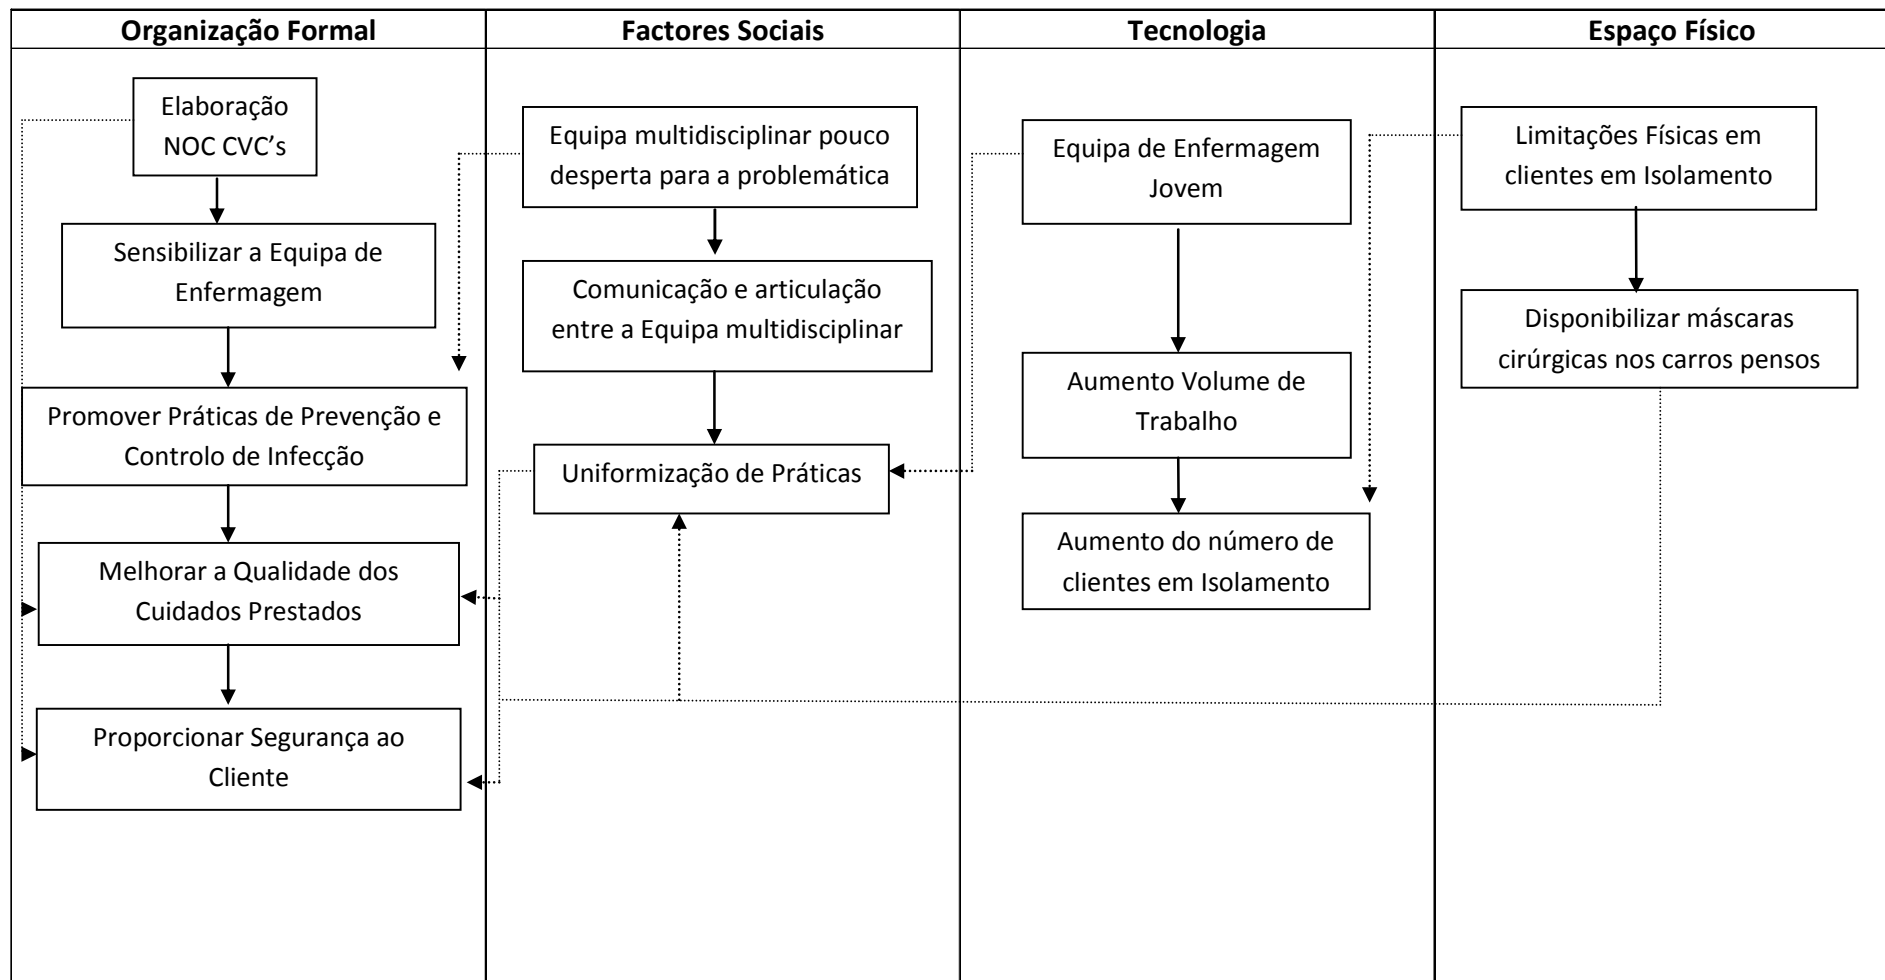 Organização Formal
Factores Sociais
Tecnologia
Espaço Físico
Elaboração
NOC CVC’s
Sensibilizar a Equipa de
Enfermagem
Promover Práticas de Prevenção e
Controlo de Infecção
Melhorar a Qualidade dos
Cuidados Prestados
Proporcionar Segurança ao
Cliente
Equipa multidisciplinar pouco
desperta para a problemática
Comunicação e articulação
entre a Equipa multidisciplinar
Uniformização de Práticas
Equipa de Enfermagem
Jovem
Aumento Volume de
Trabalho
Aumento do número de
clientes em Isolamento
Limitações Físicas em
clientes em Isolamento
Disponibilizar máscaras
cirúrgicas nos carros pensos